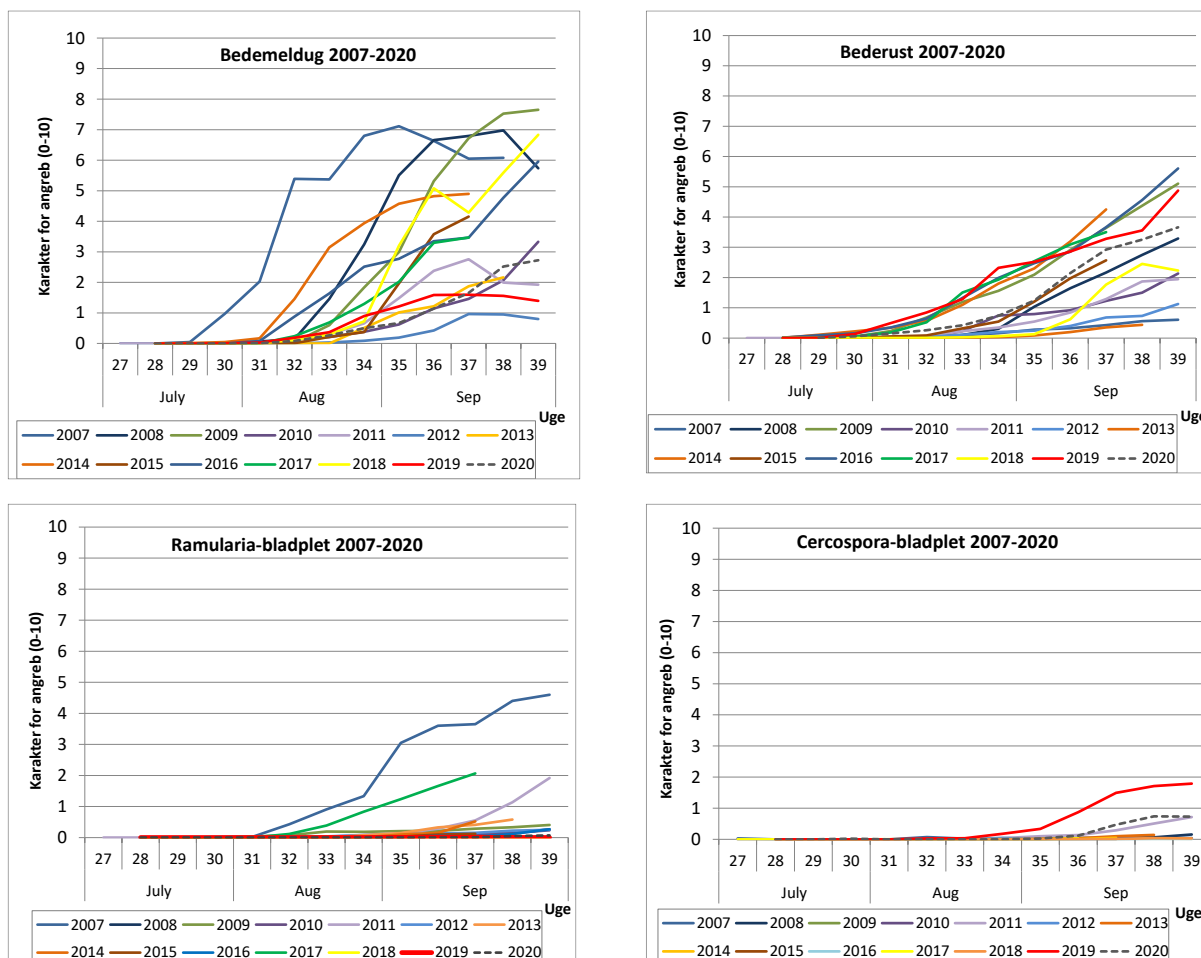 Bedemeldug 2007-2020
Karakter for angreb (0-10)
10
9
8
7
6
5
4
3
2
1
0
27 28 29 30 31 32 33 34 35 36 37 38 39
July Aug Sep
Uge
2007 2008 2009 2010 2011 2012 2013
2014 2015 2016 2017 2018 2019 2020
Bederust 2007-2020
Karakter for angreb (0-10)
10
9
8
7
6
5
4
3
2
1
0
27 28 29 30 31 32 33 34 35 36 37 38 39
July Aug Sep
Uge
2007 2008 2009 2010 2011 2012 2013
2014 2015 2016 2017 2018 2019 2020
Ramularia-bladplet 2007-2020
Karakter for angreb (0-10)
10
9
8
7
6
5
4
3
2
1
0
27 28 29 30 31 32 33 34 35 36 37 38 39
July Aug Sep
Uge
2007 2008 2009 2010 2011 2012 2013
2014 2015 2016 2017 2018 2019 2020
Cercospora-bladplet 2007-2020
Karakter for angreb (0-10)
10
9
8
7
6
5
4
3
2
1
0
27 28 29 30 31 32 33 34 35 36 37 38 39
July Aug Sep
Uge
2007 2008 2009 2010 2011 2012 2013
2014 2015 2016 2017 2018 2019 2020